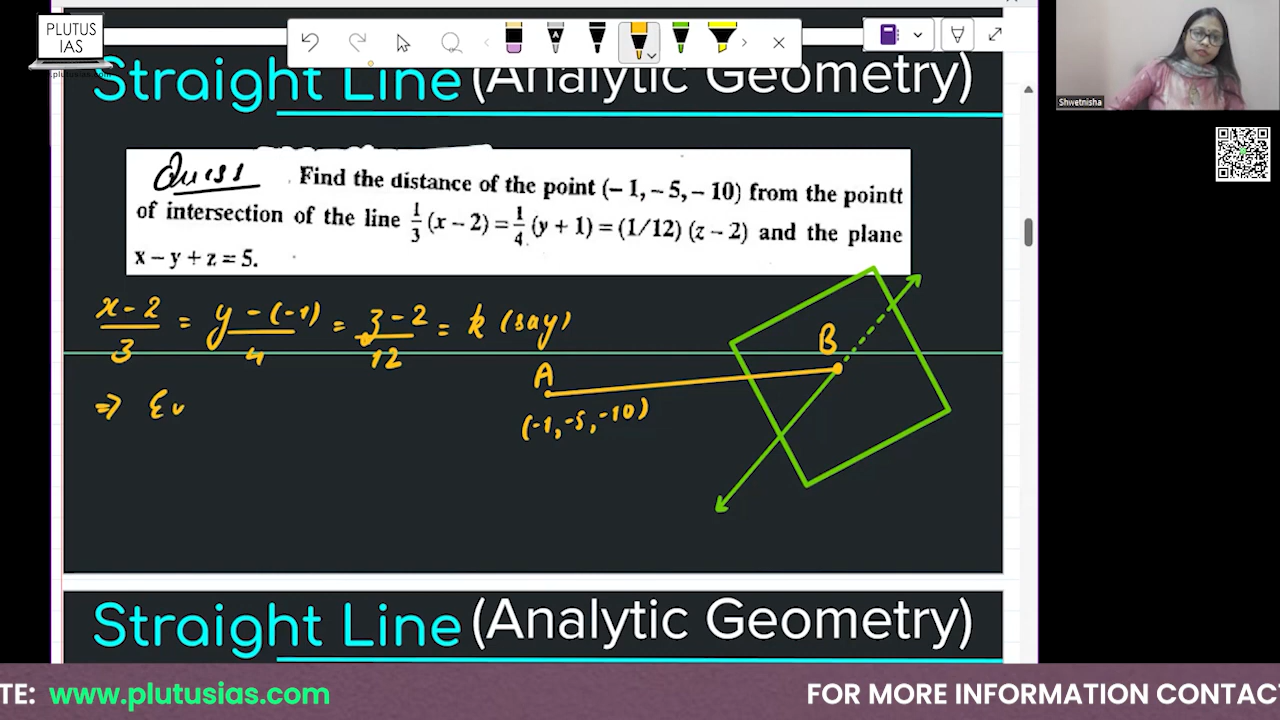 PLUTUS
IAS
.plutusias.com
Straight Line (Analytic Geometry)
Shwetnisha
Find the distance of the point (– 1, – 5, – 10) from the pointt
of intersection of the line 1/3 (x – 2) = 1/4 (y + 1) = (1/12) (z – 2) and the plane
x – y + z = 5.
x - 2 / 3 = y - (-1) / 4 = z - 2 / 12 = k (say)
A
B
(-1, -5, -10)
⇒ Ev
Straight Line (Analytic Geometry)
TE: www.plutusias.com FOR MORE INFORMATION CONTACT